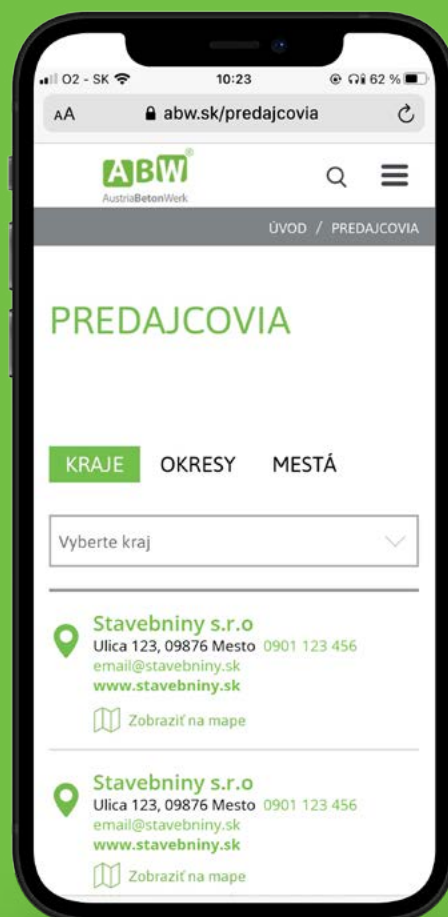 O2 - SK
10:23
62 %
AA
abw.sk/predajcovia
ABW®
AustriaBetonWerk
ÚVOD / PREDAJCOVIA
PREDAJCOVIA
KRAJE
OKRESY
MESTÁ
Vyberte kraj
Stavebniny s.r.o
Ulica 123, 09876 Mesto 0901 123 456
email@stavebniny.sk
www.stavebniny.sk
Zobraziť na mape
Stavebniny s.r.o
Ulica 123, 09876 Mesto 0901 123 456
email@stavebniny.sk
www.stavebniny.sk
Zobraziť na mape